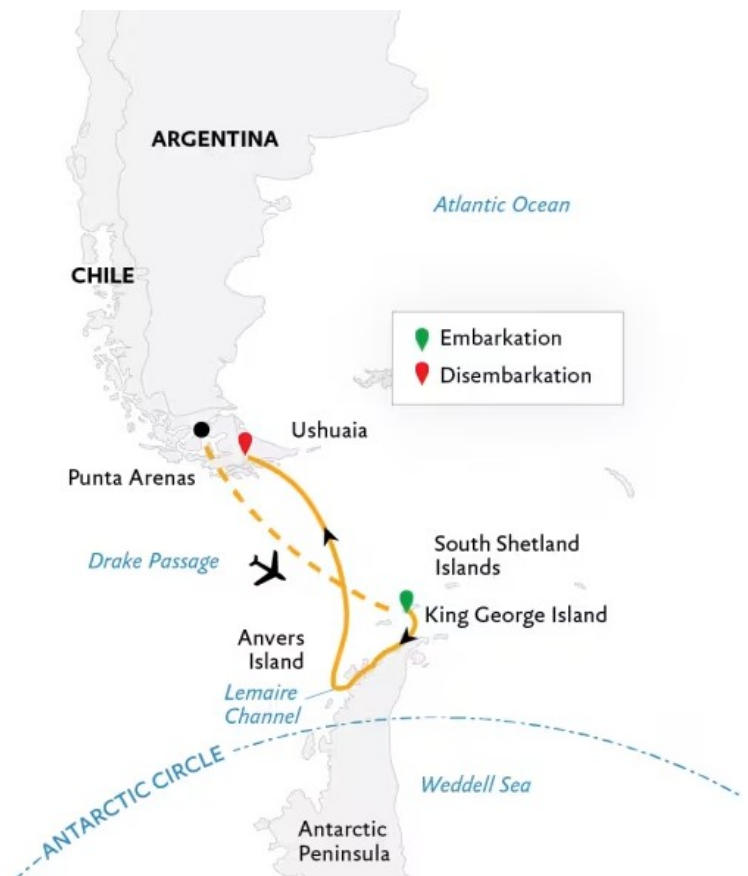 ARGENTINA
Atlantic Ocean
CHILE
Embarkation
Disembarkation
Ushuaia
Punta Arenas
Drake Passage
South Shetland
Islands
King George Island
Anvers
Island
Lemaire
Channel
ANTARCTIC CIRCLE
Weddell Sea
Antarctic
Peninsula